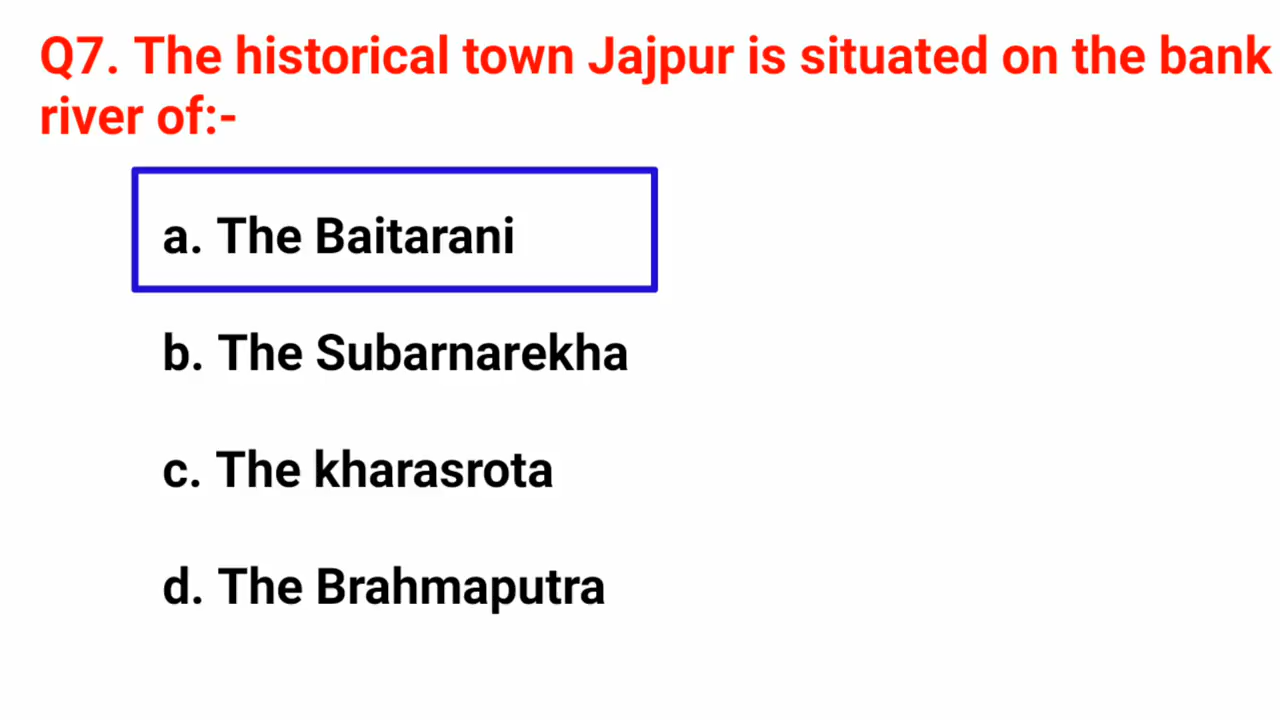 Q7. The historical town Jajpur is situated on the bank
river of:-
a. The Baitarani
b. The Subarnarekha
c. The kharasrota
d. The Brahmaputra